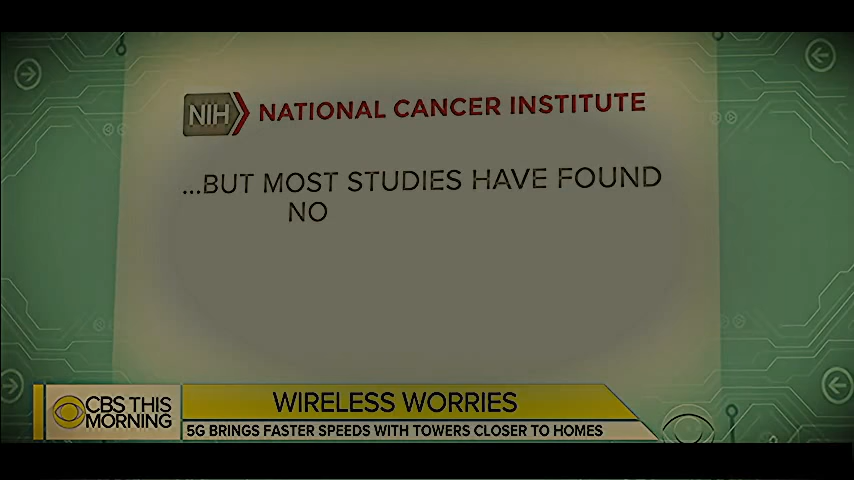 NIH NATIONAL CANCER INSTITUTE
...BUT MOST STUDIES HAVE FOUND
NO
WIRELESS WORRIES
CBS THIS
MORNING
5G BRINGS FASTER SPEEDS WITH TOWERS CLOSER TO HOMES